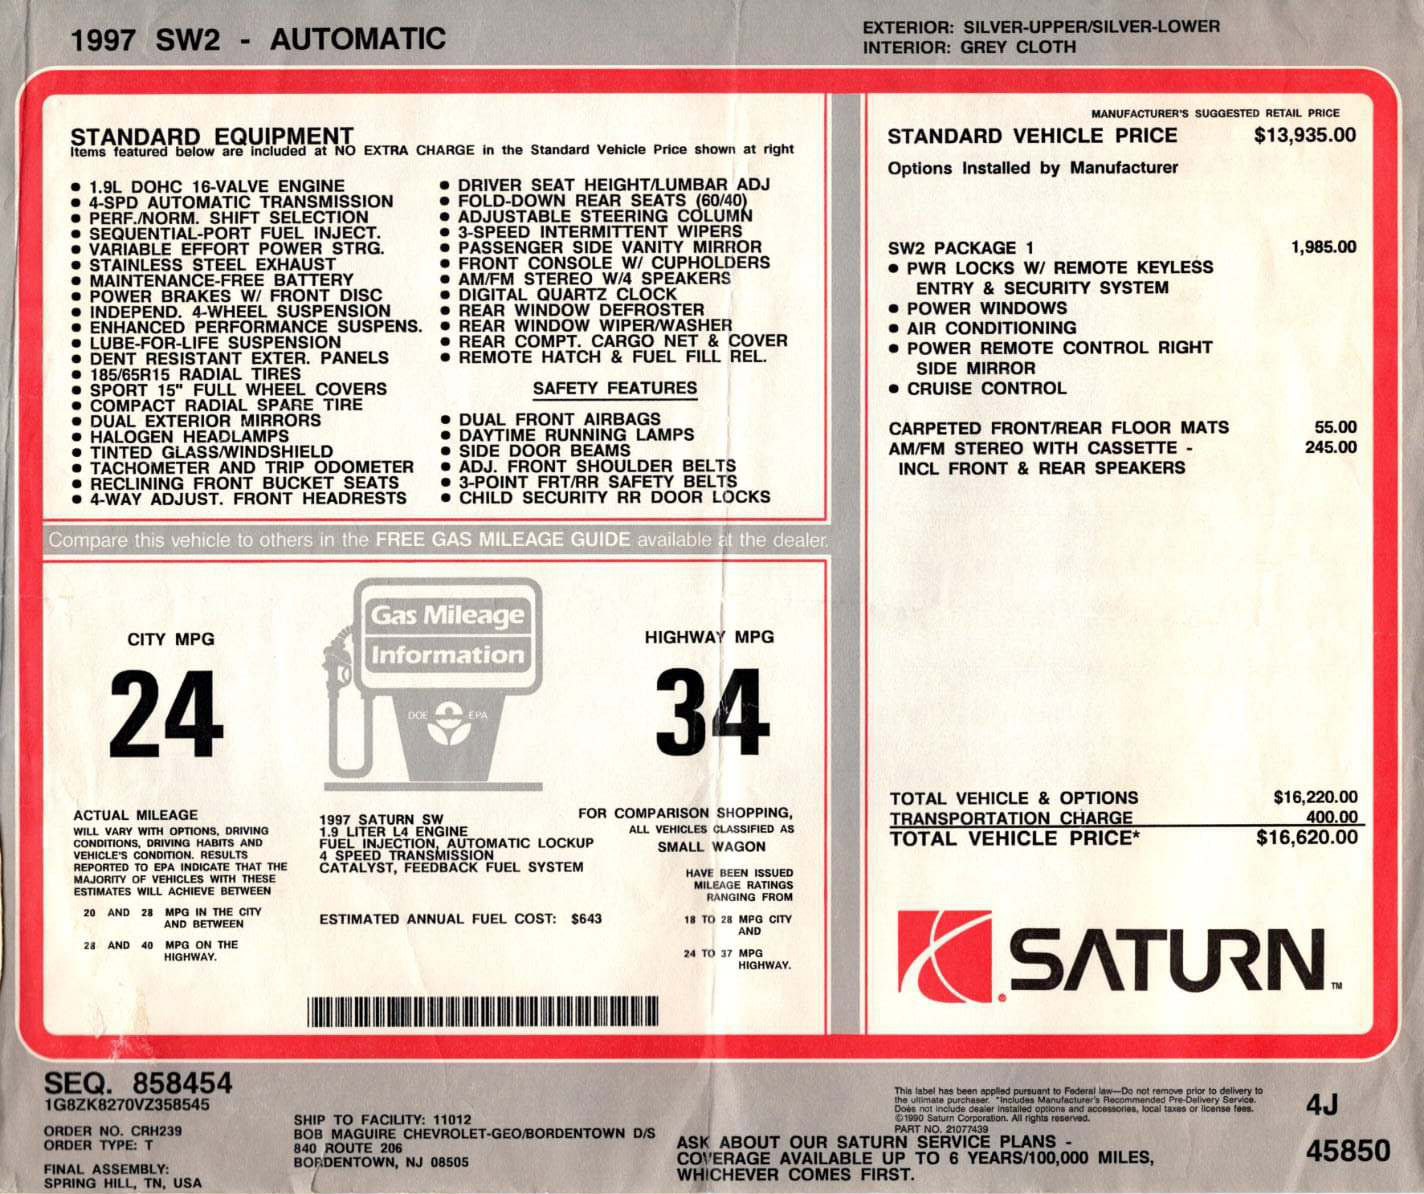 1997 SW2 - AUTOMATIC
EXTERIOR: SILVER-UPPER/SILVER-LOWER
INTERIOR: GREY CLOTH
STANDARD EQUIPMENT
Items featured below are included at NO EXTRA CHARGE in the Standard Vehicle Price shown at right
• 1.9L DOHC 16-VALVE ENGINE
• 4-SPD AUTOMATIC TRANSMISSION
• PERF./NORM. SHIFT SELECTION
• SEQUENTIAL-PORT FUEL INJECT.
• VARIABLE EFFORT POWER STRG.
• STAINLESS STEEL EXHAUST
• MAINTENANCE-FREE BATTERY
• POWER BRAKES W/ FRONT DISC
• INDEPEND. 4-WHEEL SUSPENSION
• ENHANCED PERFORMANCE SUSPENS.
• LUBE-FOR-LIFE SUSPENSION
• DENT RESISTANT EXTER. PANELS
• 185/65R15 RADIAL TIRES
• SPORT 15" FULL WHEEL COVERS
• COMPACT RADIAL SPARE TIRE
• DUAL EXTERIOR MIRRORS
• HALOGEN HEADLAMPS
• TINTED GLASS/WINDSHIELD
• TACHOMETER AND TRIP ODOMETER
• RECLINING FRONT BUCKET SEATS
• 4-WAY ADJUST. FRONT HEADRESTS
• DRIVER SEAT HEIGHT/LUMBAR ADJ
• FOLD-DOWN REAR SEATS (60/40)
• ADJUSTABLE STEERING COLUMN
• 3-SPEED INTERMITTENT WIPERS
• PASSENGER SIDE VANITY MIRROR
• FRONT CONSOLE W/ CUPHOLDERS
• AM/FM STEREO W/4 SPEAKERS
• DIGITAL QUARTZ CLOCK
• REAR WINDOW DEFROSTER
• REAR WINDOW WIPER/WASHER
• REAR COMPT. CARGO NET & COVER
• REMOTE HATCH & FUEL FILL REL.
SAFETY FEATURES
• DUAL FRONT AIRBAGS
• DAYTIME RUNNING LAMPS
• SIDE DOOR BEAMS
• ADJ. FRONT SHOULDER BELTS
• 3-POINT FRT/RR SAFETY BELTS
• CHILD SECURITY RR DOOR LOCKS
MANUFACTURER'S SUGGESTED RETAIL PRICE
STANDARD VEHICLE PRICE $13,935.00
Options Installed by Manufacturer
SW2 PACKAGE 1 1,985.00
• PWR LOCKS W/ REMOTE KEYLESS
ENTRY & SECURITY SYSTEM
• POWER WINDOWS
• AIR CONDITIONING
• POWER REMOTE CONTROL RIGHT
SIDE MIRROR
• CRUISE CONTROL
CARPETED FRONT/REAR FLOOR MATS 55.00
AM/FM STEREO WITH CASSETTE - 245.00
INCL FRONT & REAR SPEAKERS
TOTAL VEHICLE & OPTIONS $16,220.00
TRANSPORTATION CHARGE 400.00
TOTAL VEHICLE PRICE* $16,620.00
SATURN™
Compare this vehicle to others in the FREE GAS MILEAGE GUIDE available at the dealer.
CITY MPG
24
Gas Mileage
Information
DOE EPA
HIGHWAY MPG
34
ACTUAL MILEAGE
WILL VARY WITH OPTIONS, DRIVING
CONDITIONS, DRIVING HABITS AND
VEHICLE'S CONDITION. RESULTS
REPORTED TO EPA INDICATE THAT THE
MAJORITY OF VEHICLES WITH THESE
ESTIMATES WILL ACHIEVE BETWEEN
20 AND 28 MPG IN THE CITY
AND BETWEEN
28 AND 40 MPG ON THE
HIGHWAY.
1997 SATURN SW
1.9 LITER L4 ENGINE
FUEL INJECTION, AUTOMATIC LOCKUP
4 SPEED TRANSMISSION
CATALYST, FEEDBACK FUEL SYSTEM
ESTIMATED ANNUAL FUEL COST: $643
FOR COMPARISON SHOPPING,
ALL VEHICLES CLASSIFIED AS
SMALL WAGON
HAVE BEEN ISSUED
MILEAGE RATINGS
RANGING FROM
18 TO 28 MPG CITY
AND
24 TO 37 MPG
HIGHWAY.
SEQ. 858454
1G8ZK8270VZ358545
ORDER NO. CRH239
ORDER TYPE: T
FINAL ASSEMBLY:
SPRING HILL, TN, USA
SHIP TO FACILITY: 11012
BOB MAGUIRE CHEVROLET-GEO/BORDENTOWN D/S
840 ROUTE 206
BORDENTOWN, NJ 08505
This label has been applied pursuant to Federal law—Do not remove prior to delivery to
the ultimate purchaser. *Includes Manufacturer's Recommended Pre-Delivery Service.
Does not include dealer installed options and accessories, local taxes or license fees.
©1990 Saturn Corporation. All rights reserved.
PART NO. 21077439
ASK ABOUT OUR SATURN SERVICE PLANS -
COVERAGE AVAILABLE UP TO 6 YEARS/100,000 MILES,
WHICHEVER COMES FIRST.
4J
45850